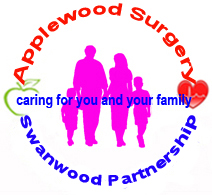 Applewood Surgery
caring for you and your family
Swanwood Partnership